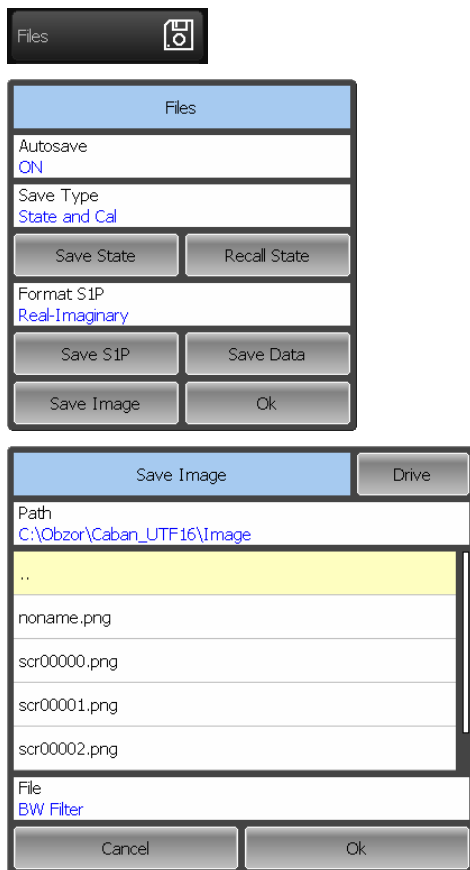 Files
Files
Autosave
ON
Save Type
State and Cal
Save State
Recall State
Format S1P
Real-Imaginary
Save S1P
Save Data
Save Image
Ok
Save Image
Drive
Path
C:\Obzor\Caban_UTF16\Image
..
noname.png
scr00000.png
scr00001.png
scr00002.png
File
BW Filter
Cancel
Ok